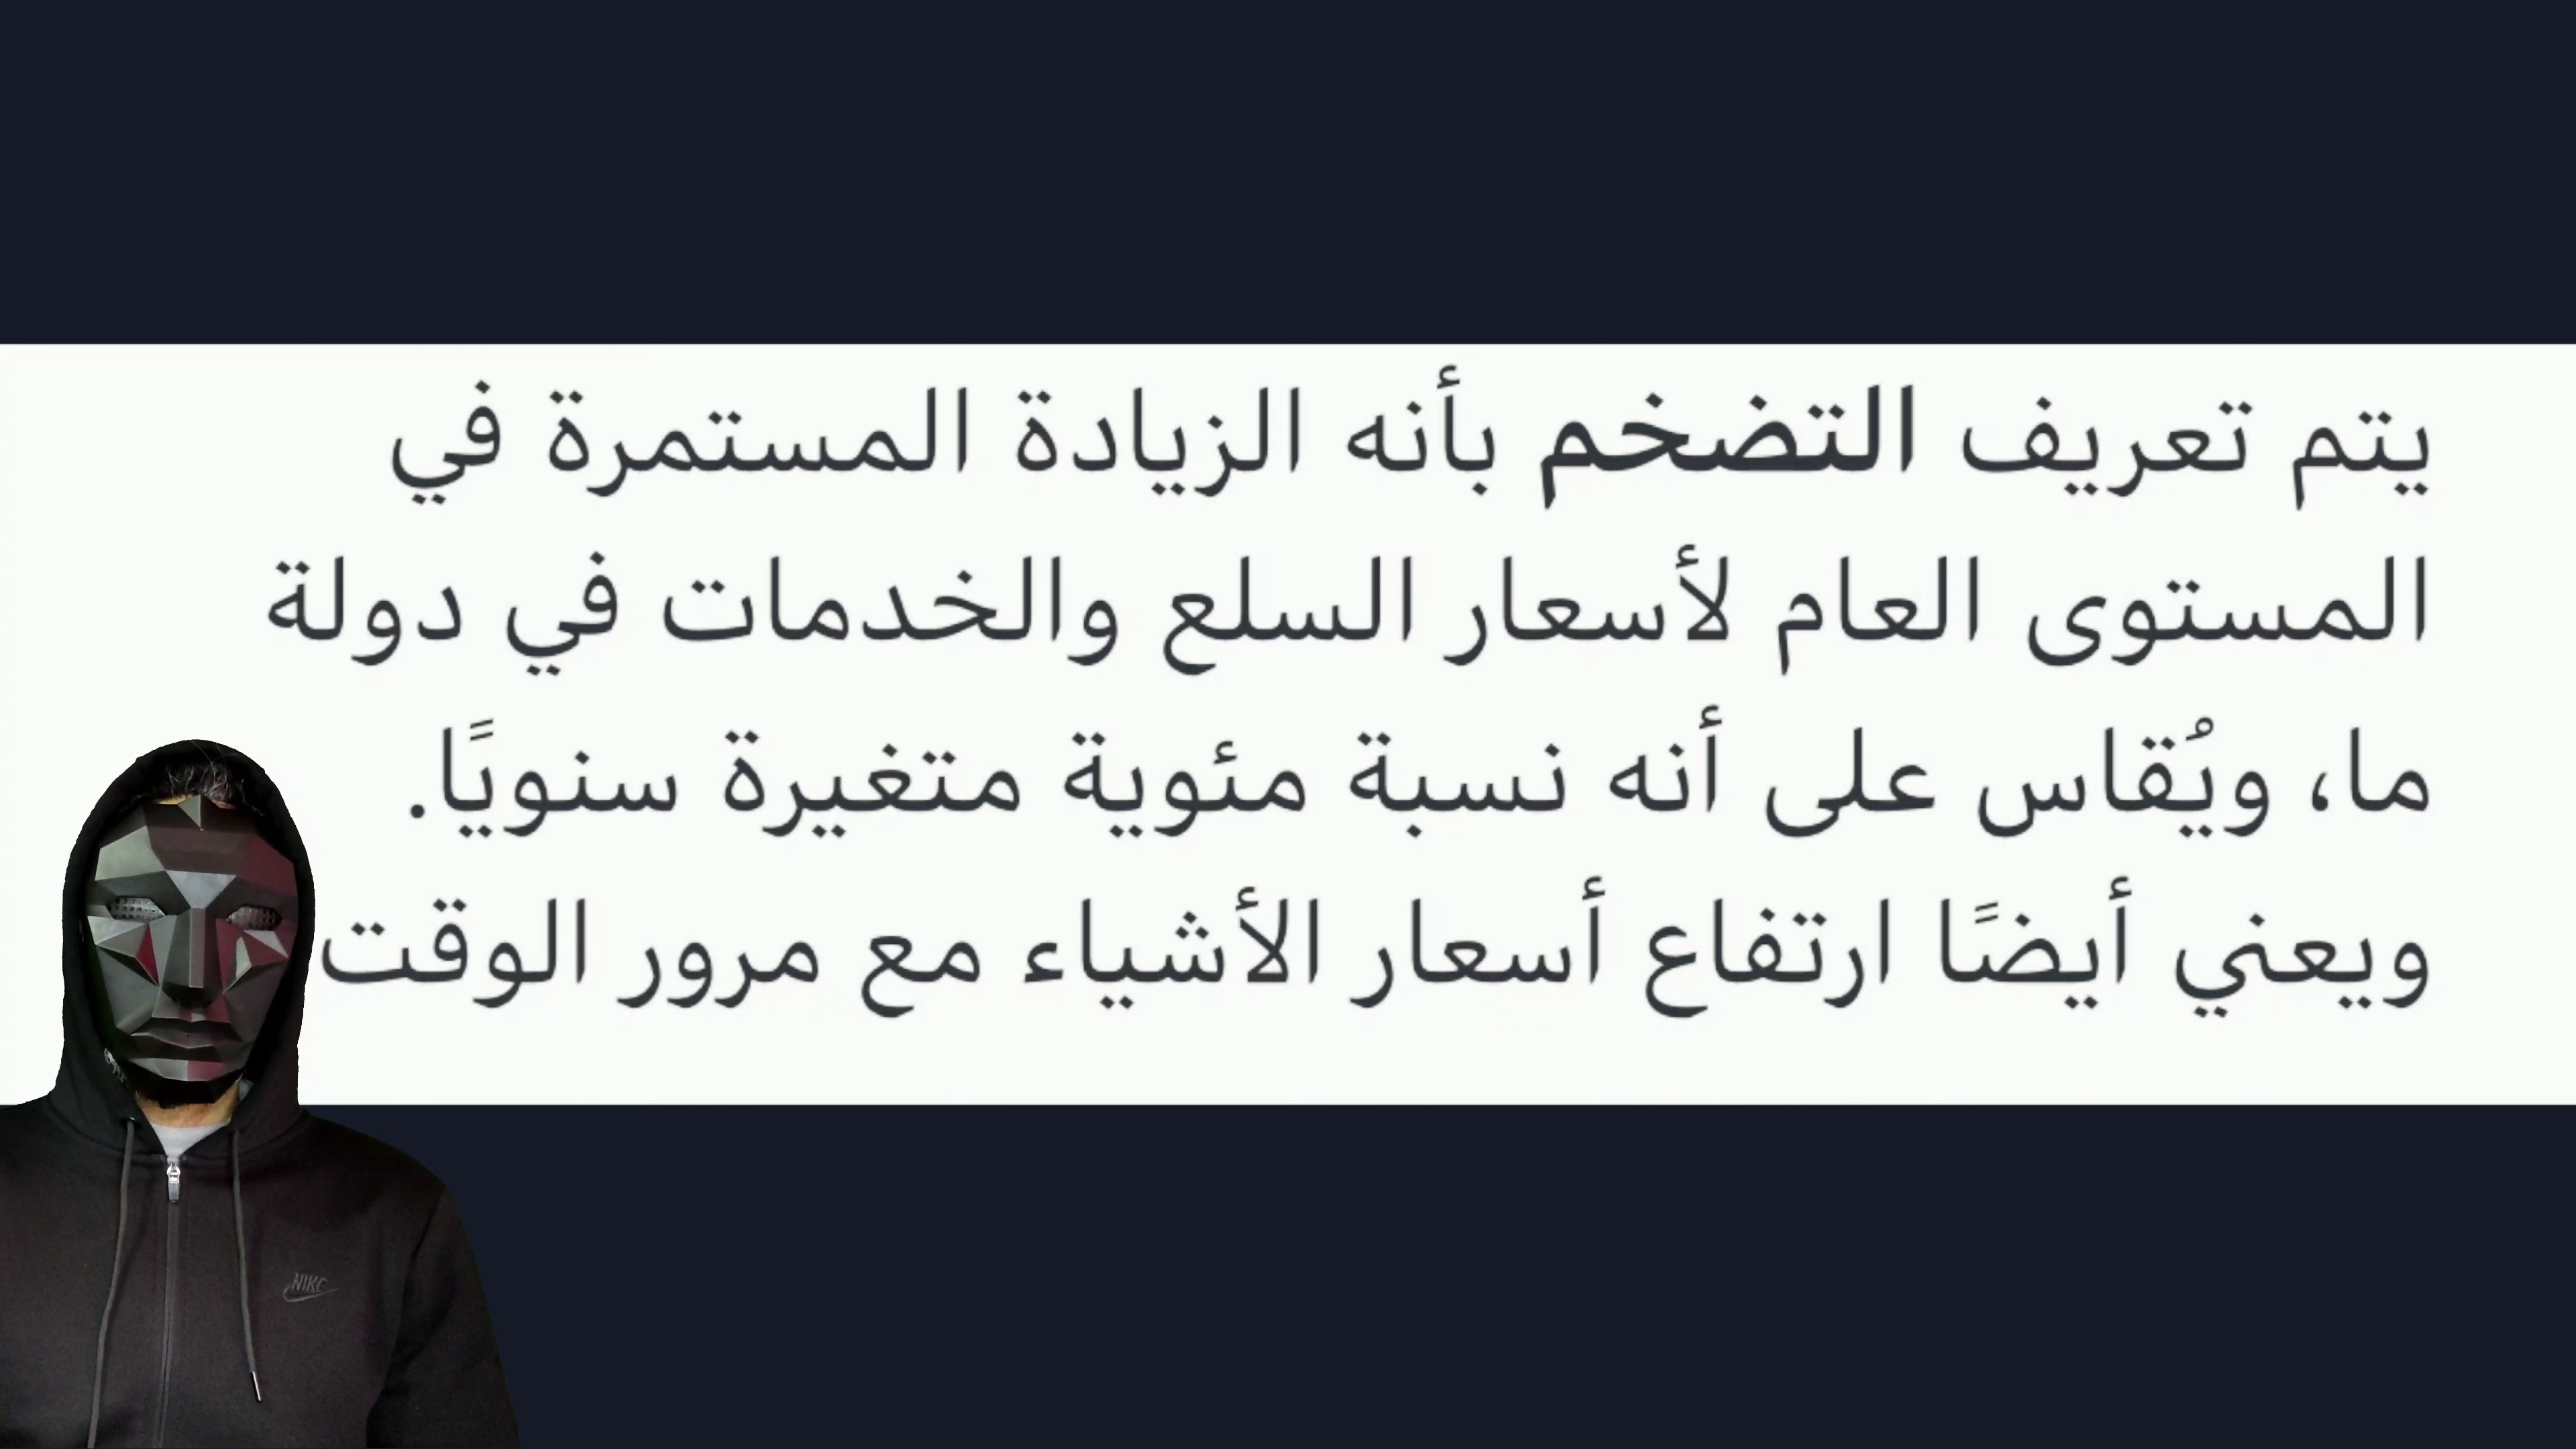 يتم تعريف التضخم بأنه الزيادة المستمرة في
المستوى العام لأسعار السلع والخدمات في دولة
ما، ويُقاس على أنه نسبة مئوية متغيرة سنويًا.
ويعني أيضًا ارتفاع أسعار الأشياء مع مرور الوقت
NIKE